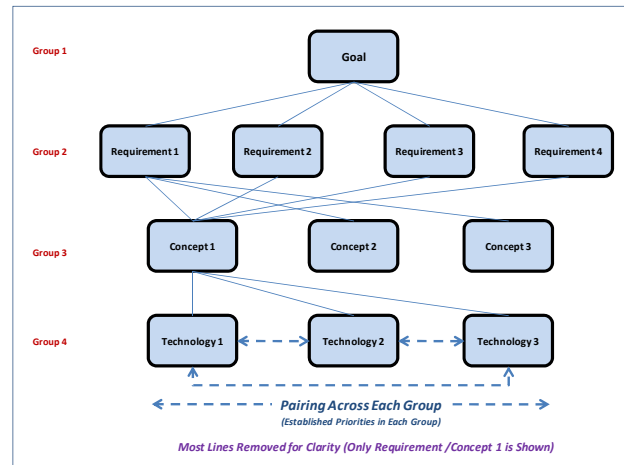 Group 1
Goal
Group 2
Requirement 1
Requirement 2
Requirement 3
Requirement 4
Group 3
Concept 1
Concept 2
Concept 3
Group 4
Technology 1
Technology 2
Technology 3
Pairing Across Each Group
(Established Priorities in Each Group)
Most Lines Removed for Clarity (Only Requirement /Concept 1 is Shown)